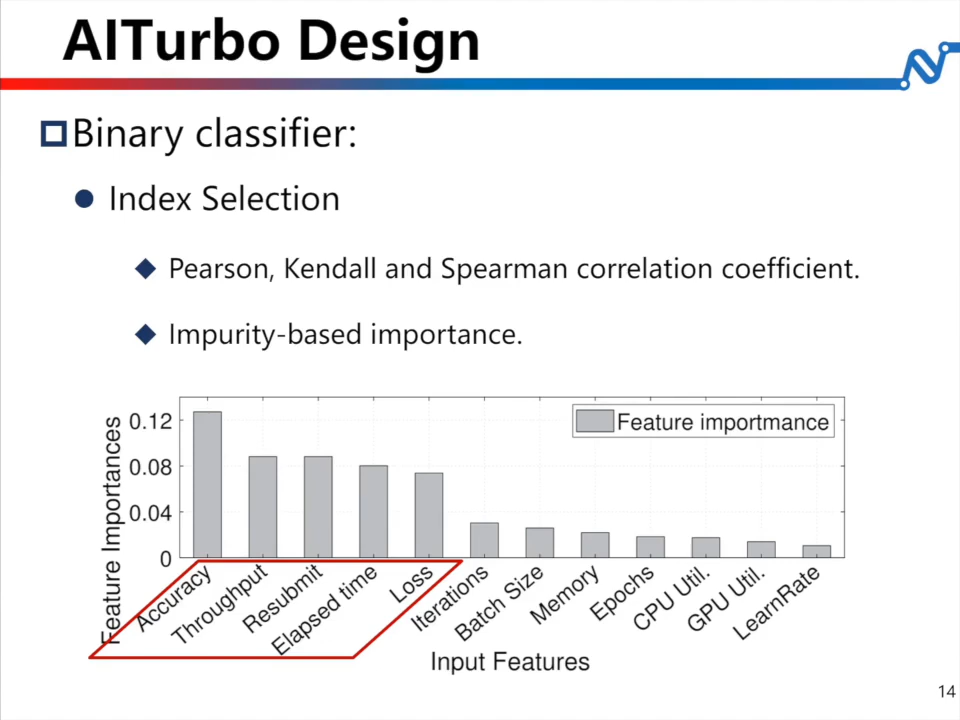 AITurbo Design
Binary classifier:
Index Selection
Pearson, Kendall and Spearman correlation coefficient.
Impurity-based importance.
Feature Importances
0.12
0.08
0.04
0
Feature importmance
Accuracy
Throughput
Resubmit
Elapsed time
Loss
Iterations
Batch Size
Memory
Epochs
CPU Util.
GPU Util.
LearnRate
Input Features
14